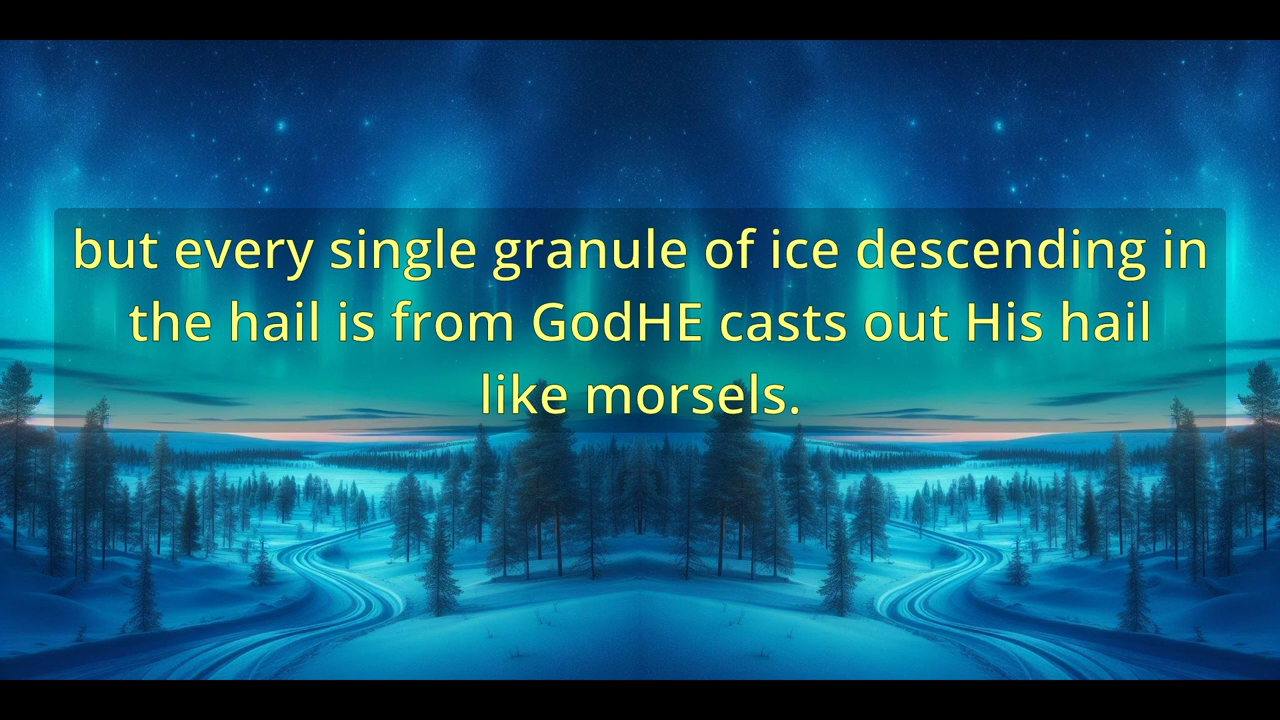 but every single granule of ice descending in
the hail is from GodHE casts out His hail
like morsels.